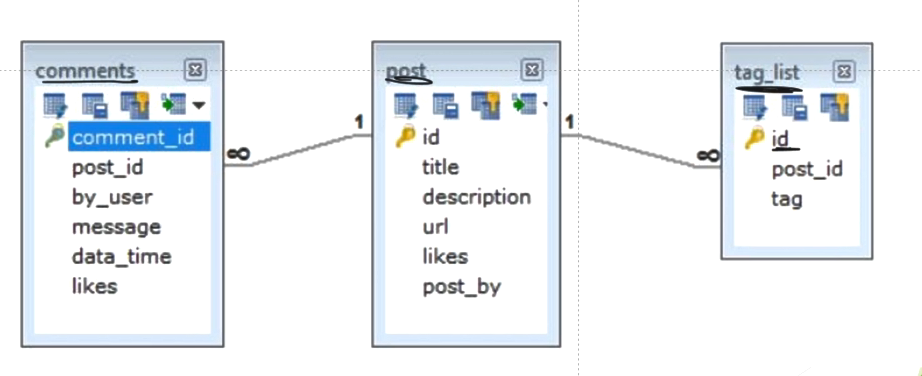 comments
comment_id
post_id
by_user
message
data_time
likes
∞
1
post
id
title
description
url
likes
post_by
1
∞
tag_list
id
post_id
tag